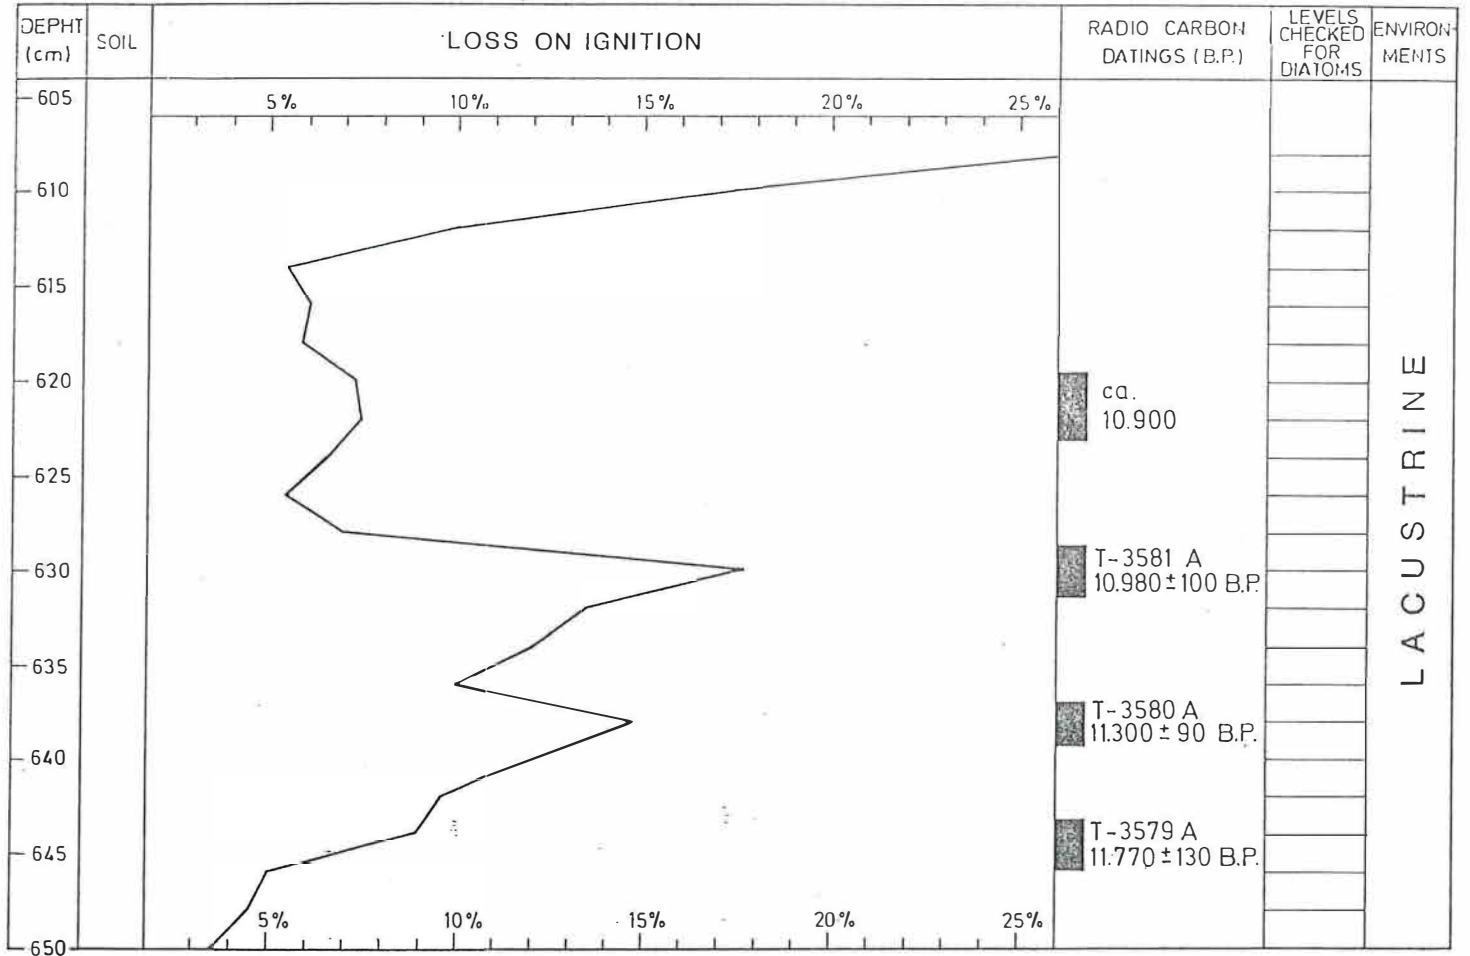 DEPHT
(cm)
SOIL
LOSS ON IGNITION
RADIO CARBON
DATINGS (B.P.)
LEVELS
CHECKED
FOR
DIATOMS
ENVIRON-
MENTS
605
5% 10% 15% 20% 25%
610
615
620
ca.
10.900
625
T-3581 A
630
10.980±100 B.P.
635
T-3580 A
11.300±90 B.P.
640
T-3579 A
645
11.770±130 B.P.
5% 10% 15% 20% 25%
650
LACUSTRINE